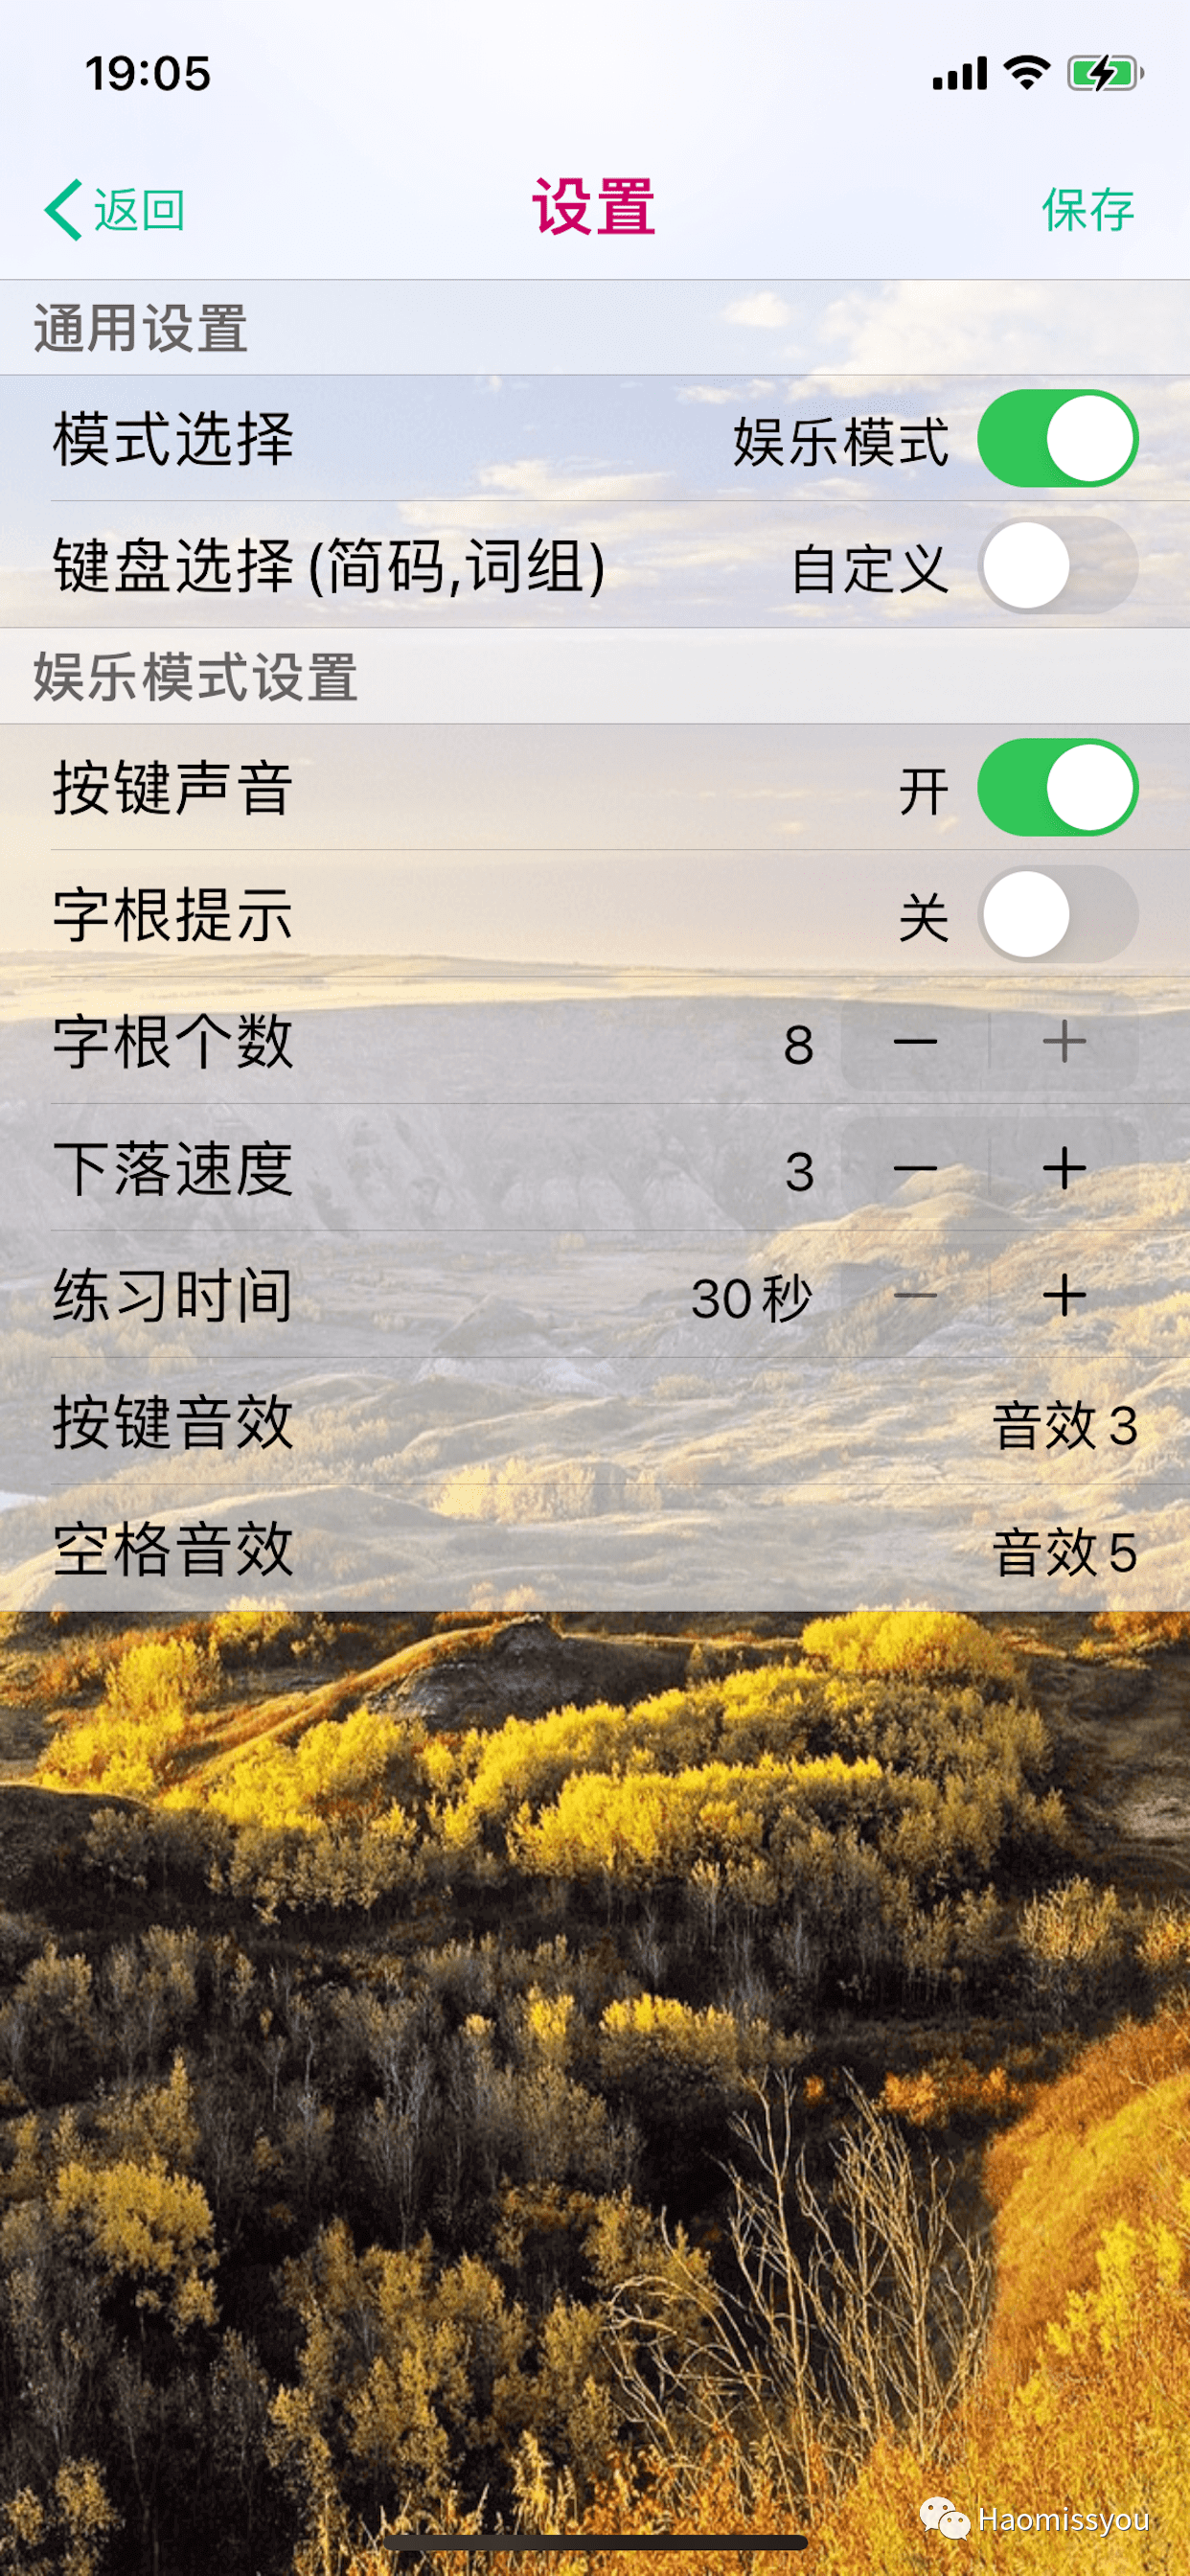 19:05
返回 设置 保存
通用设置
模式选择 娱乐模式
键盘选择(简码,词组) 自定义
娱乐模式设置
按键声音 开
字根提示 关
字根个数 8 − +
下落速度 3 − +
练习时间 30秒 − +
按键音效 音效3
空格音效 音效5
Haomissyou